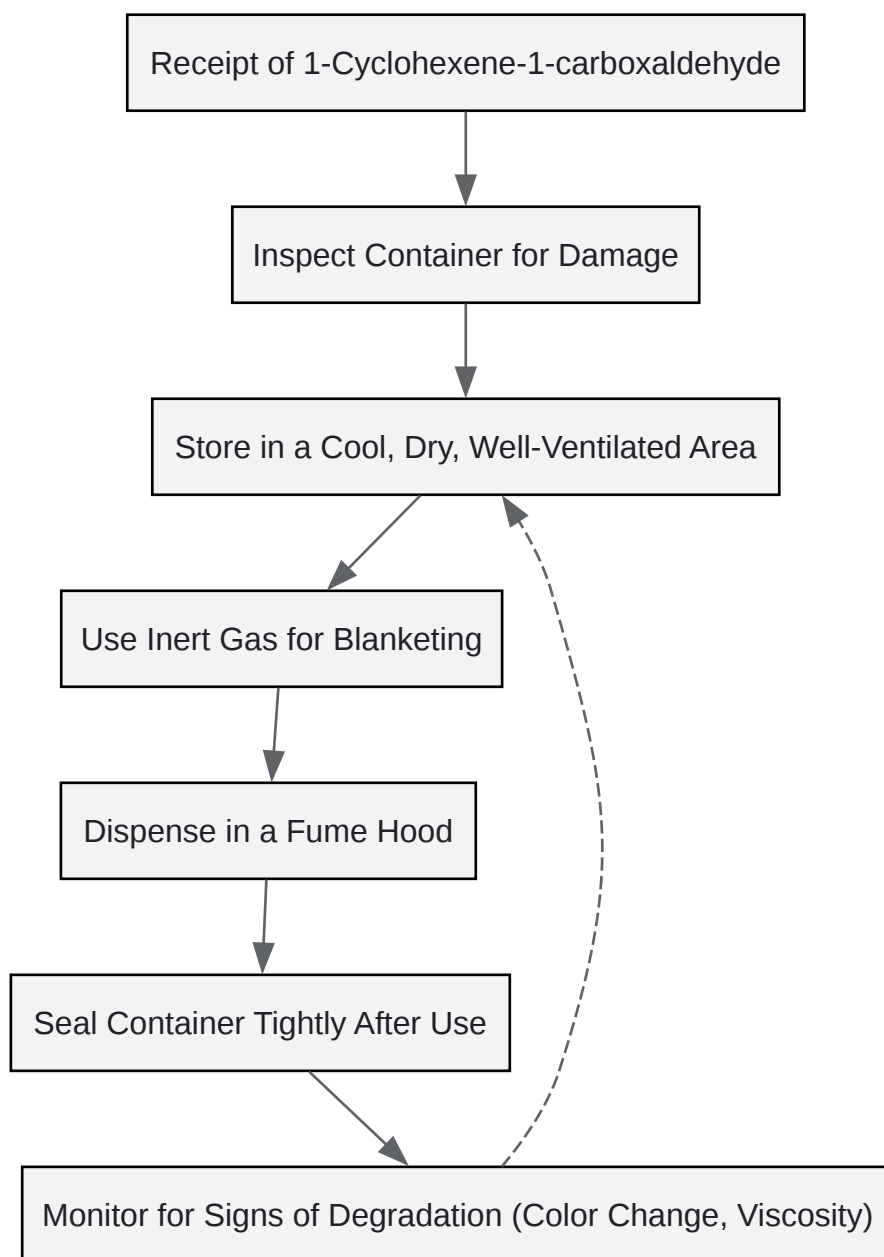 Receipt of 1-Cyclohexene-1-carboxaldehyde
Inspect Container for Damage
Store in a Cool, Dry, Well-Ventilated Area
Use Inert Gas for Blanketing
Dispense in a Fume Hood
Seal Container Tightly After Use
Monitor for Signs of Degradation (Color Change, Viscosity)